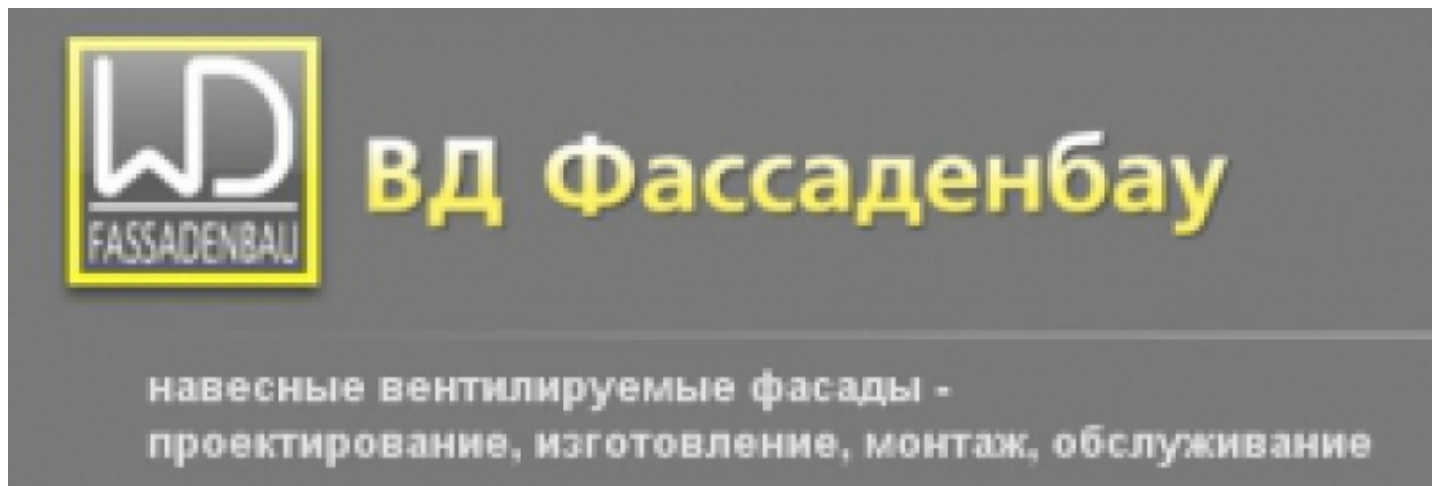 WD
FASSADENBAU
ВД Фассаденбау
навесные вентилируемые фасады -
проектирование, изготовление, монтаж, обслуживание